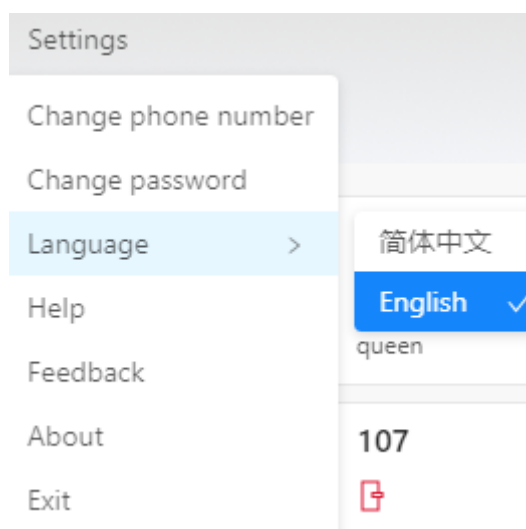 Settings
Change phone number
Change password
Language >
简体中文
English ✓
queen
Help
Feedback
About
107
Exit